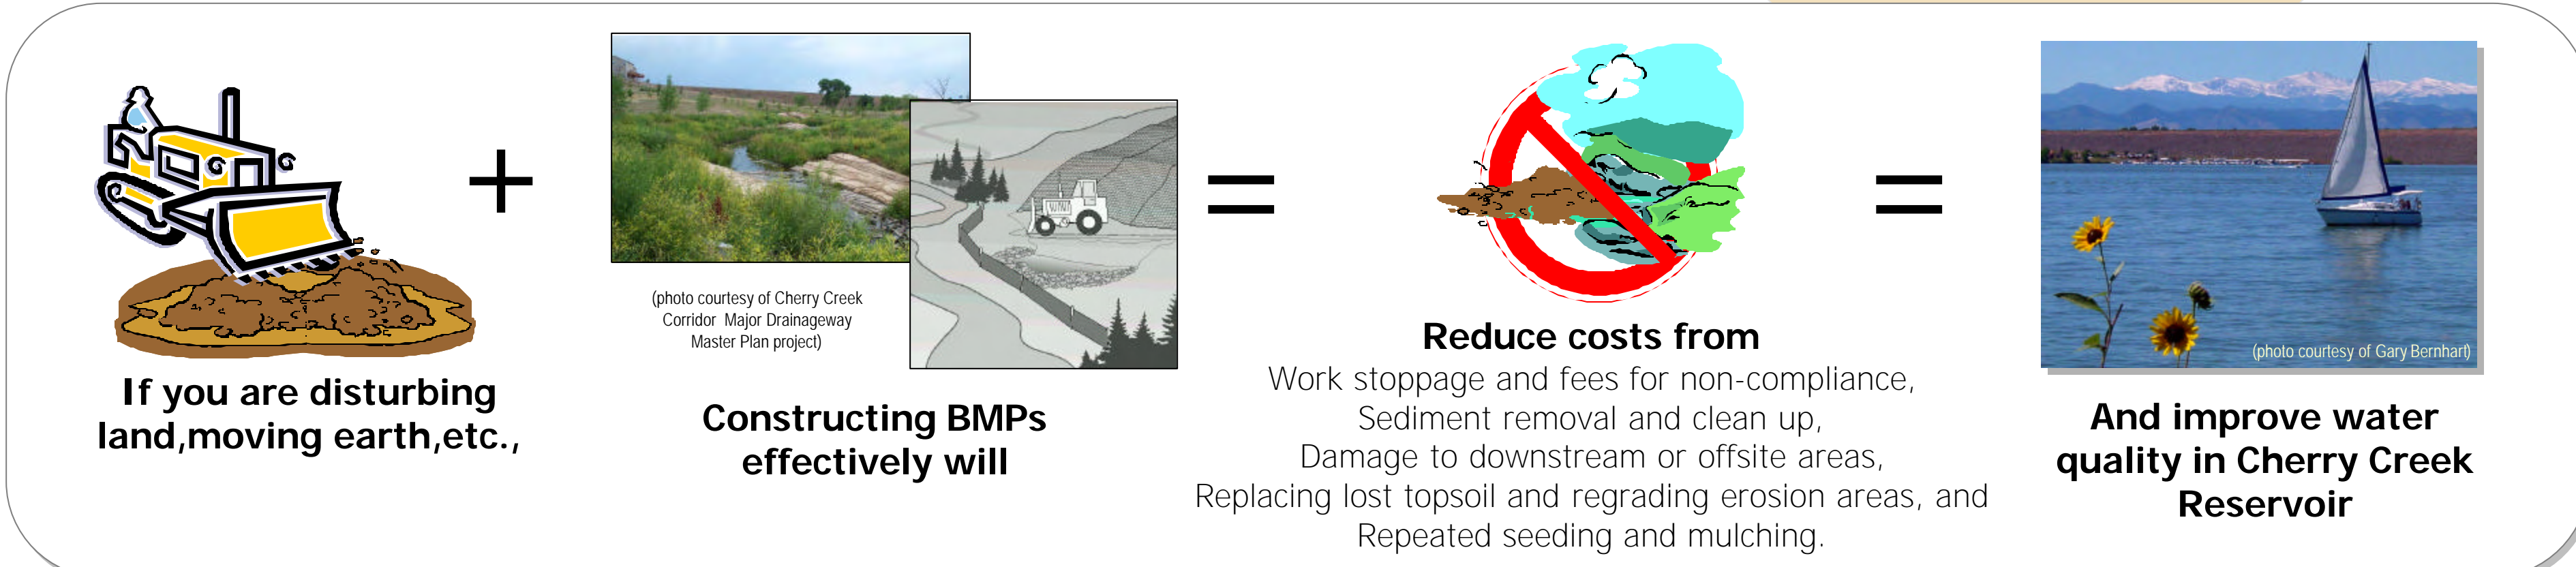 If you are disturbing
land,moving earth,etc.,
+
(photo courtesy of Cherry Creek
Corridor Major Drainageway
Master Plan project)
Constructing BMPs
effectively will
=
Reduce costs from
Work stoppage and fees for non-compliance,
Sediment removal and clean up,
Damage to downstream or offsite areas,
Replacing lost topsoil and regrading erosion areas, and
Repeated seeding and mulching.
=
(photo courtesy of Gary Bernhart)
And improve water
quality in Cherry Creek
Reservoir